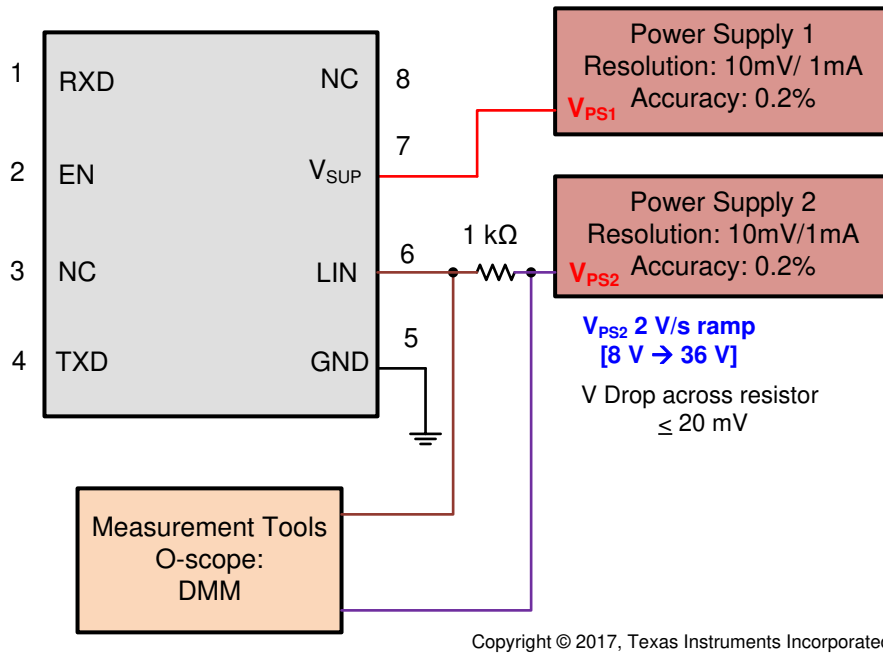 1
RXD
NC
8
7
2
EN
VSUP
3
NC
LIN
6
4
TXD
GND
5
1 kΩ
Power Supply 1
Resolution: 10mV/ 1mA
Accuracy: 0.2%
VPS1
Power Supply 2
Resolution: 10mV/1mA
Accuracy: 0.2%
VPS2
VPS2 2 V/s ramp
[8 V → 36 V]
V Drop across resistor
≤ 20 mV
Measurement Tools
O-scope:
DMM
Copyright © 2017, Texas Instruments Incorporated